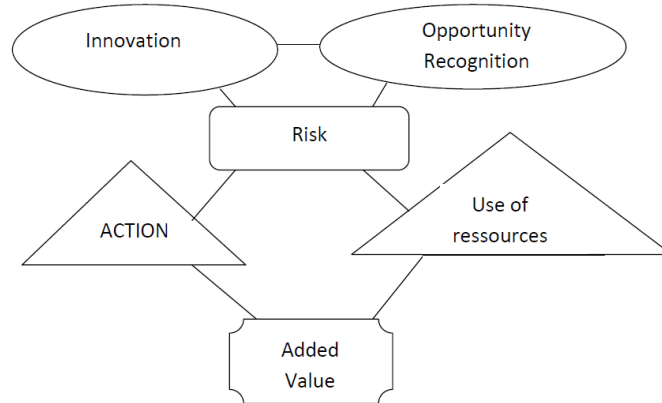 Innovation
Opportunity
Recognition
Risk
ACTION
Use of
ressources
Added
Value